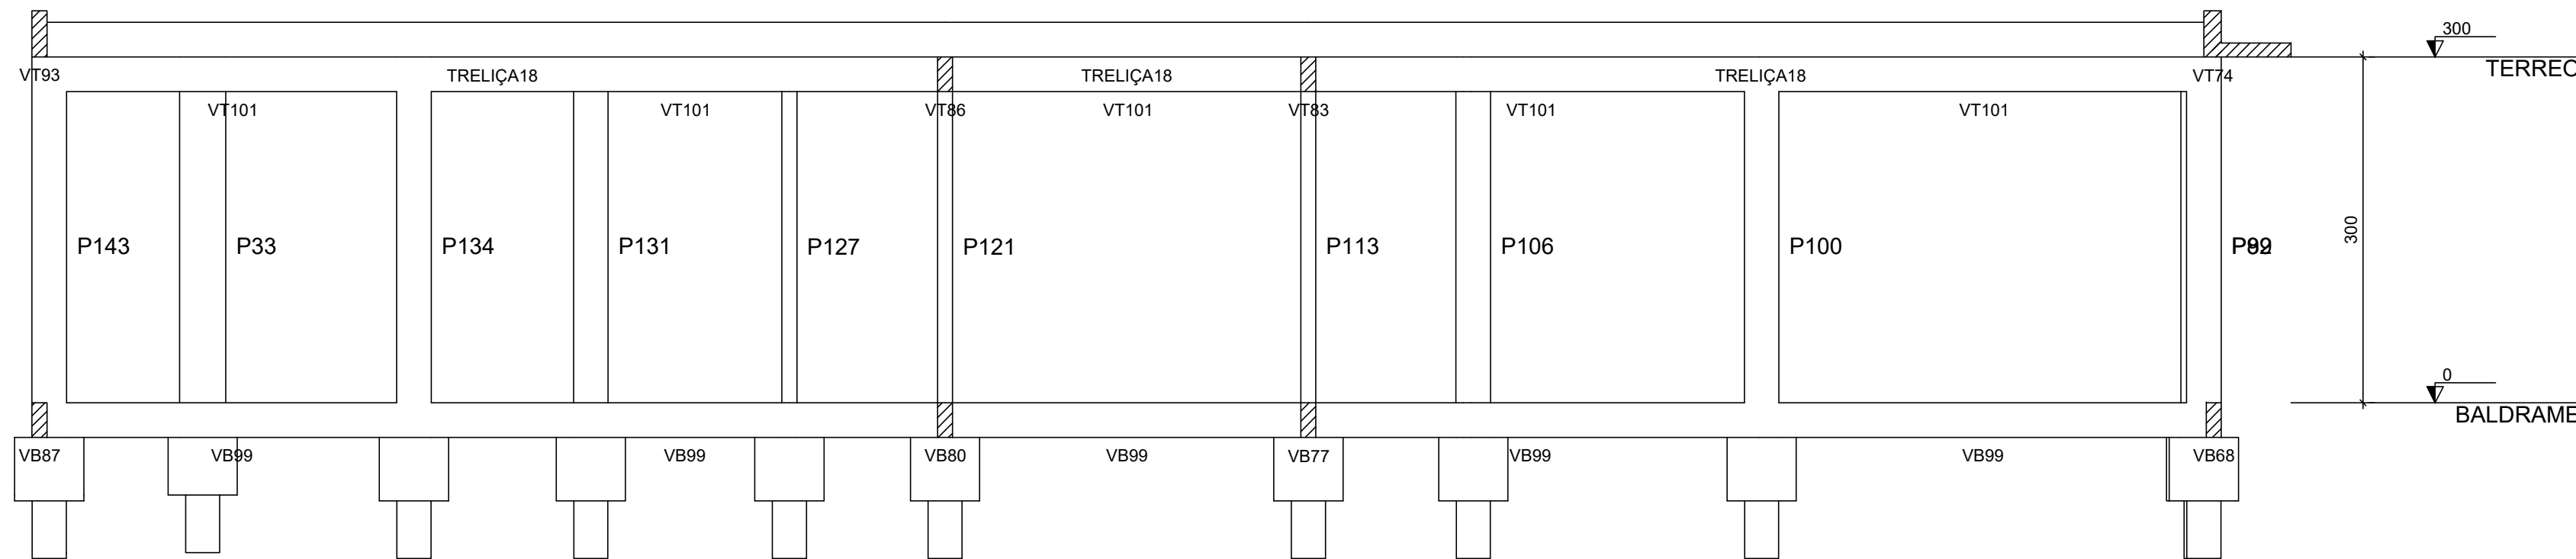 300
TERREO
VT93 TRELIÇA18 TRELIÇA18 TRELIÇA18 VT74
VT101 VT101 VT86 VT101 VT83 VT101 VT101
P143 P33 P134 P131 P127 P121 P113 P106 P100 P99
300
0
BALDRAME
VB87 VB99 VB99 VB80 VB99 VB77 VB99 VB99 VB68